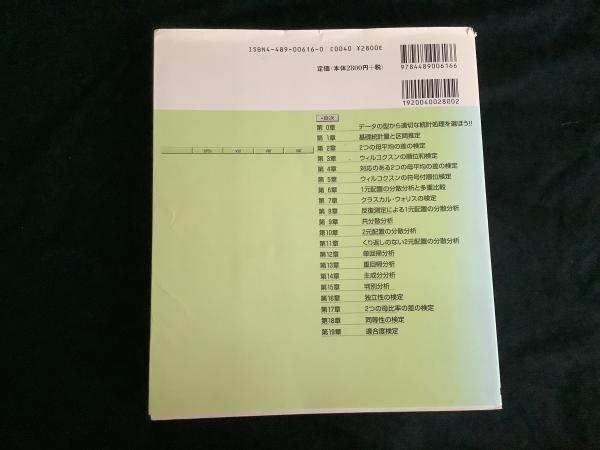 ISBN4-489-00616-0 C0040 ¥2800E
定価(本体2800円+税)
9784489006166
1920040028002
•目次
第 0章 データの型から適切な統計処理を選ぼう!!
第 1章 基礎統計量と区間推定
第 2章 2つの母平均の差の検定
第 3章 ウィルコクスンの順位和検定
第 4章 対応のある2つの母平均の差の検定
第 5章 ウィルコクスンの符号付順位検定
第 6章 1元配置の分散分析と多重比較
第 7章 クラスカル・ウォリスの検定
第 8章 反復測定による1元配置の分散分析
第 9章 共分散分析
第10章 2元配置の分散分析
第11章 くり返しのない2元配置の分散分析
第12章 単回帰分析
第13章 重回帰分析
第14章 主成分分析
第15章 判別分析
第16章 独立性の検定
第17章 2つの母比率の差の検定
第18章 同等性の検定
第19章 適合度検定